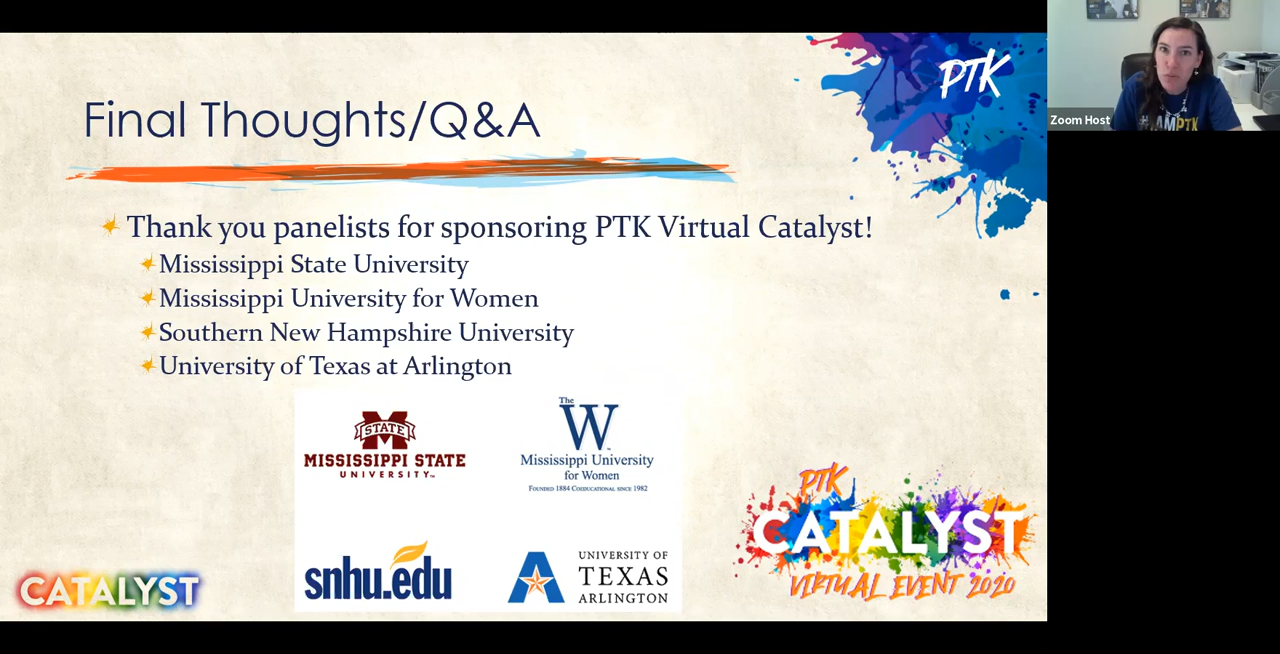 PTK
Final Thoughts/Q&A
Thank you panelists for sponsoring PTK Virtual Catalyst!
Mississippi State University
Mississippi University for Women
Southern New Hampshire University
University of Texas at Arlington
STATE
MISSISSIPPI STATE
UNIVERSITY™
The
W
Mississippi University
for Women
FOUNDED 1884 COEDUCATIONAL SINCE 1982
snhu.edu
UNIVERSITY OF
TEXAS
ARLINGTON
PTK
CATALYST
VIRTUAL EVENT 2020
CATALYST
Zoom Host
#IAMPTK